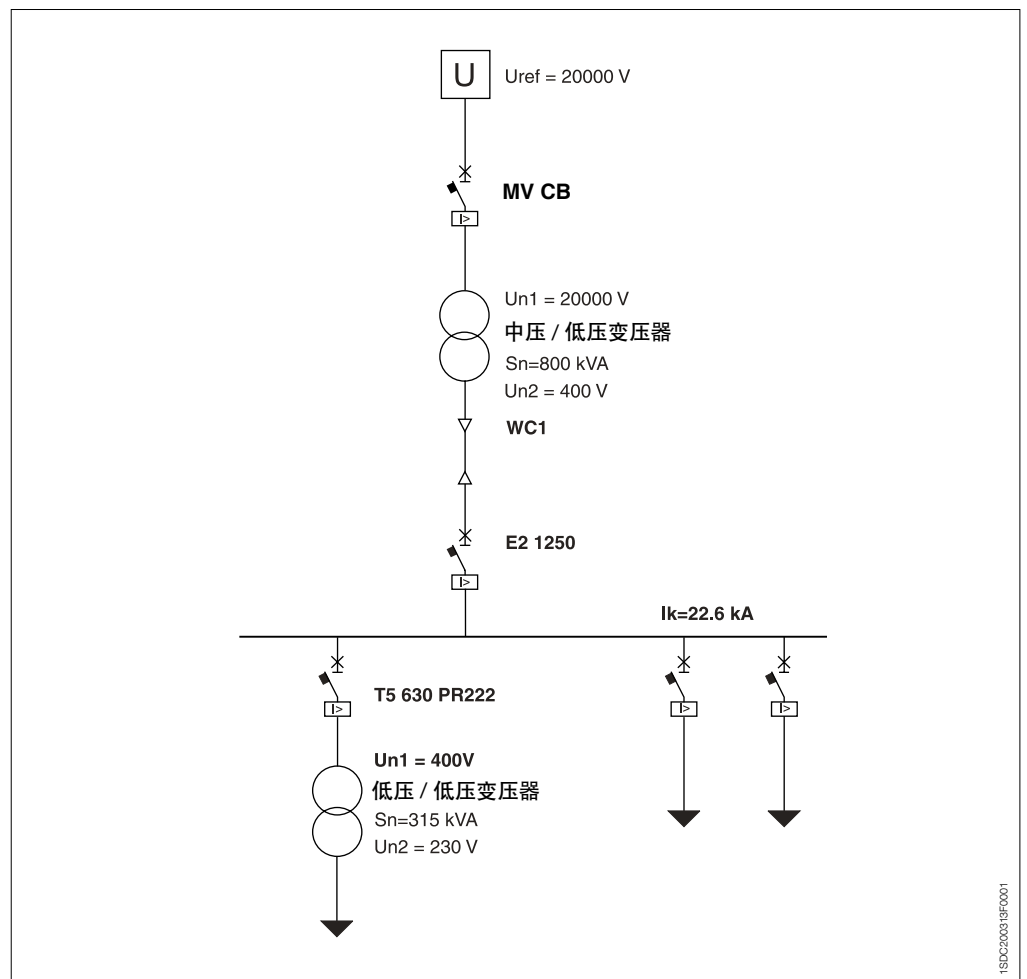 U
Uref = 20000 V
MV CB
I>
Un1 = 20000 V
中压 / 低压变压器
Sn=800 kVA
Un2 = 400 V
WC1
E2 1250
I>
Ik=22.6 kA
T5 630 PR222
I>
I>
I>
Un1 = 400V
低压 / 低压变压器
Sn=315 kVA
Un2 = 230 V
1SDC200313F0001